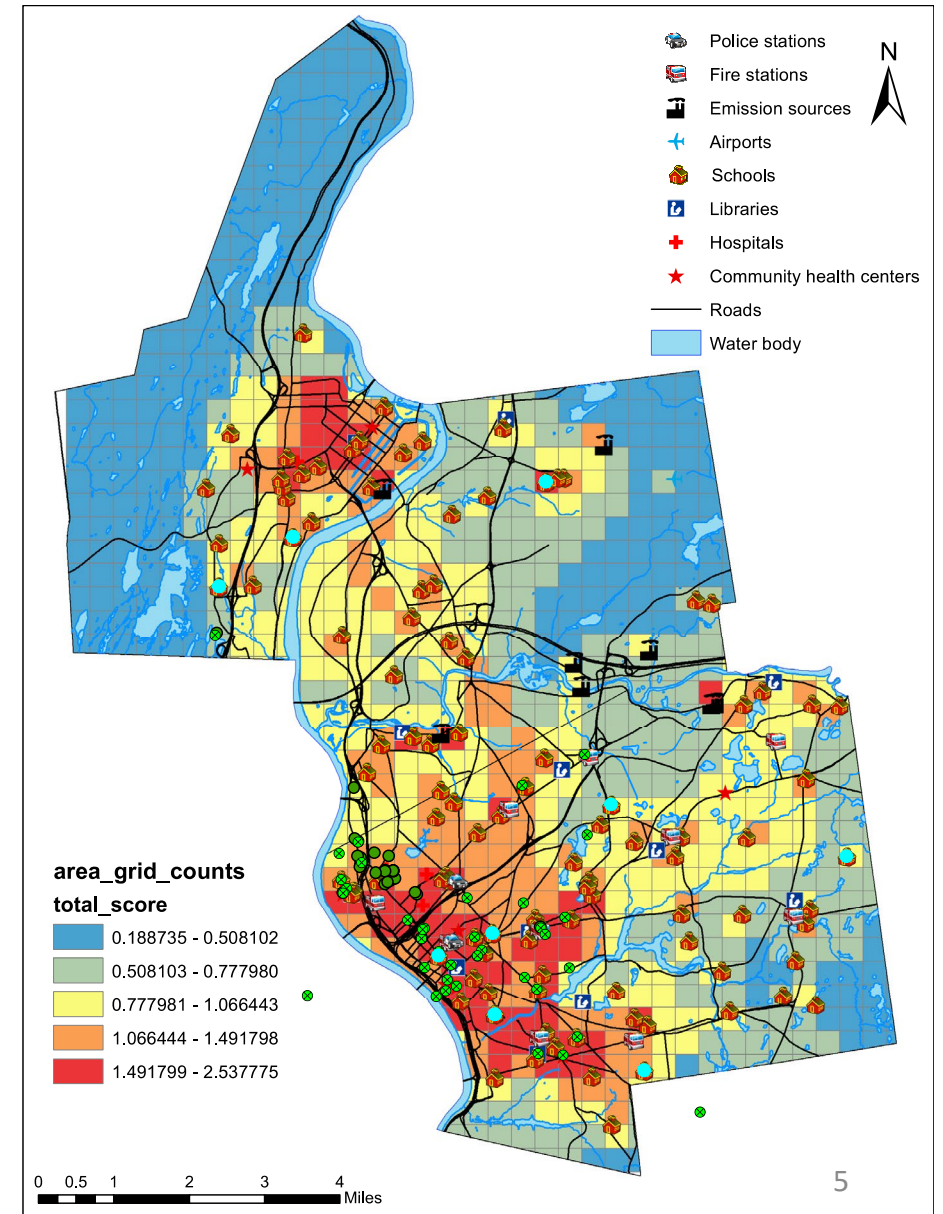 Police stations
N
Fire stations
Emission sources
Airports
Schools
Libraries
Hospitals
Community health centers
Roads
Water body
area_grid_counts
total_score
0.188735 - 0.508102
0.508103 - 0.777980
0.777981 - 1.066443
1.066444 - 1.491798
1.491799 - 2.537775
0 0.5 1 2 3 4
Miles
5